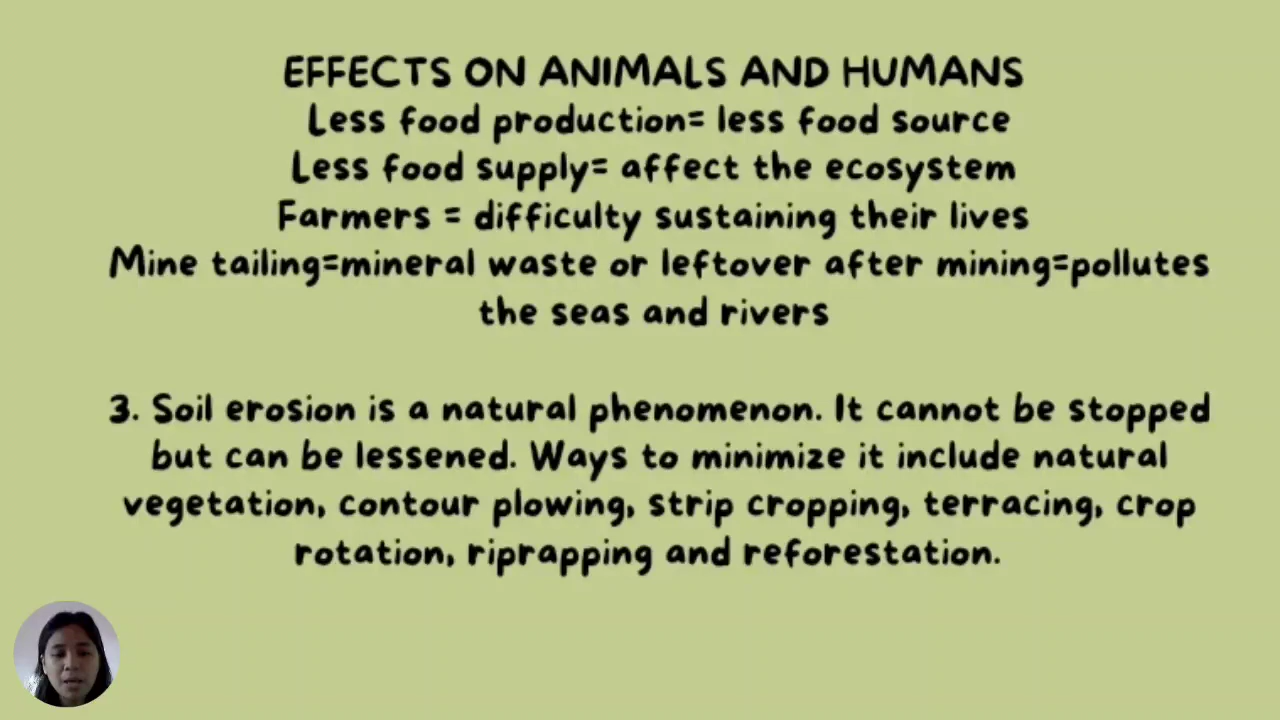 EFFECTS ON ANIMALS AND HUMANS
Less food production= less food source
Less food supply= affect the ecosystem
Farmers = difficulty sustaining their lives
Mine tailing=mineral waste or leftover after mining=pollutes
the seas and rivers
3. Soil erosion is a natural phenomenon. It cannot be stopped
but can be lessened. Ways to minimize it include natural
vegetation, contour plowing, strip cropping, terracing, crop
rotation, riprapping and reforestation.